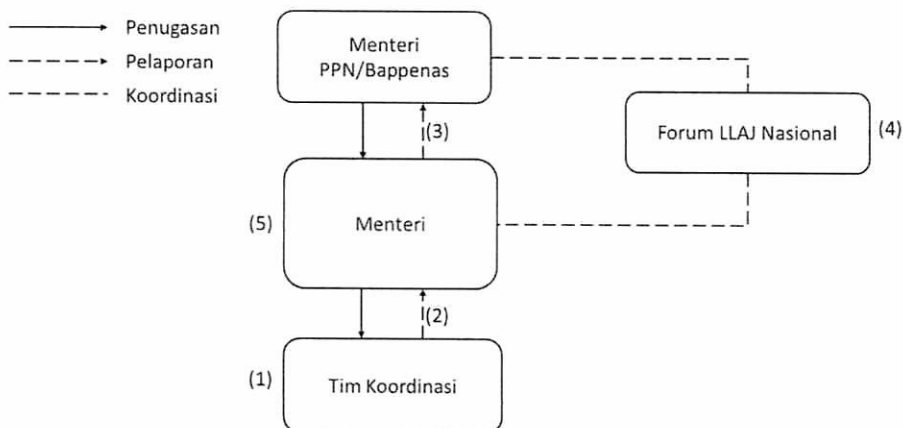 Penugasan
Pelaporan
Koordinasi
Menteri
PPN/Bappenas
(3)
Forum LLAJ Nasional
(4)
(5)
Menteri
(2)
(1)
Tim Koordinasi